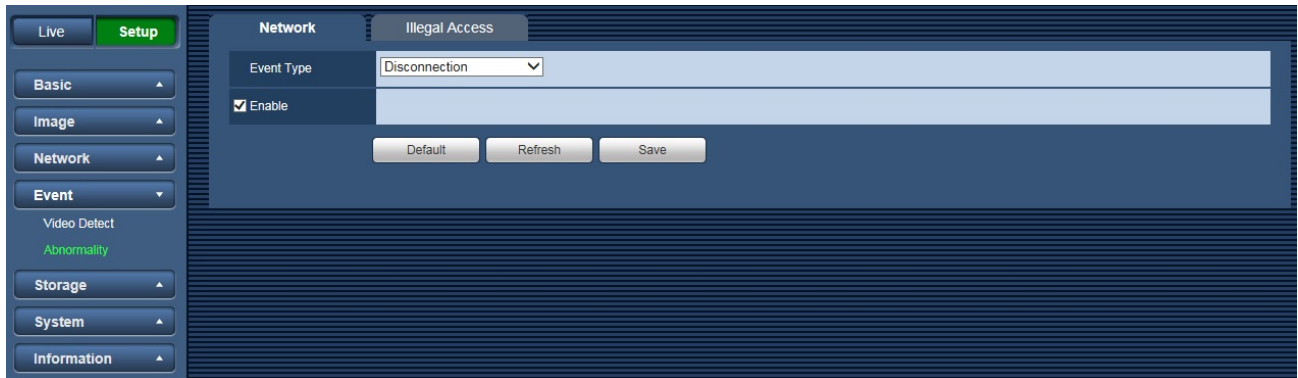 Live
Setup
Network
Illegal Access
Event Type
Disconnection
Enable
Default
Refresh
Save
Basic
Image
Network
Event
Video Detect
Abnormality
Storage
System
Information